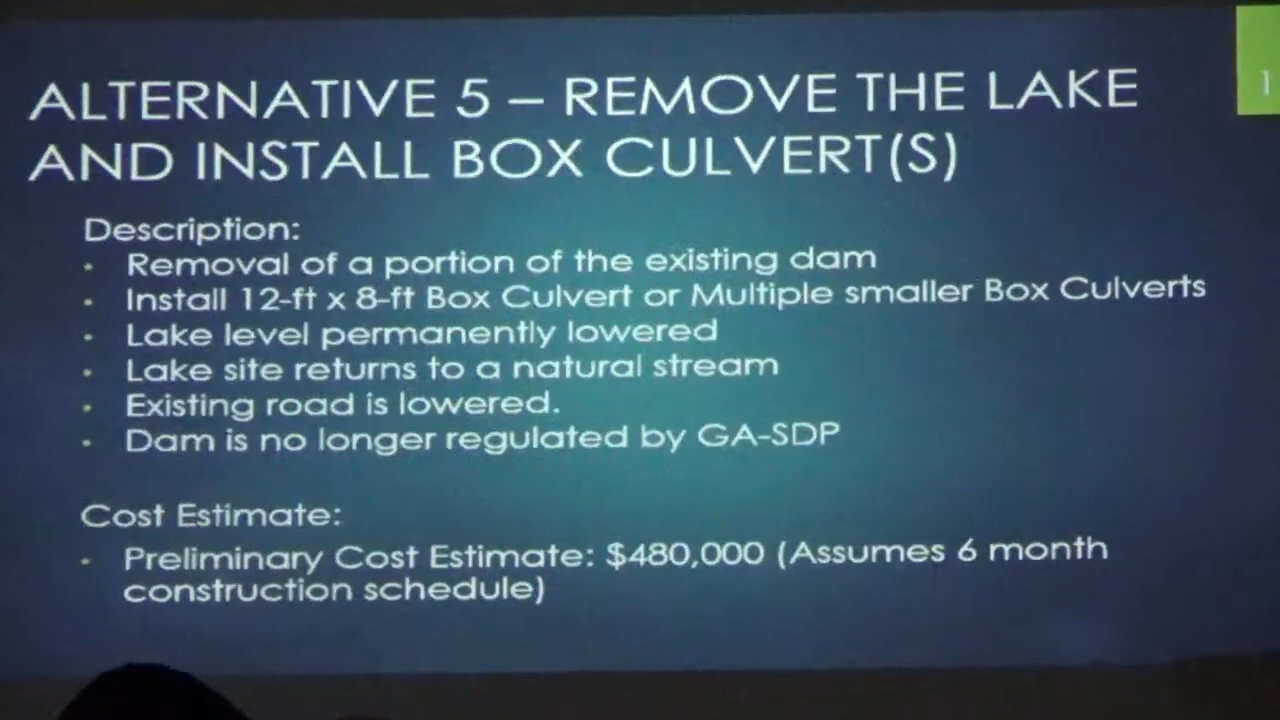 ALTERNATIVE 5 – REMOVE THE LAKE
AND INSTALL BOX CULVERT(S)
Description:
• Removal of a portion of the existing dam
• Install 12-ft x 8-ft Box Culvert or Multiple smaller Box Culverts
• Lake level permanently lowered
• Lake site returns to a natural stream
• Existing road is lowered.
• Dam is no longer regulated by GA-SDP
Cost Estimate:
• Preliminary Cost Estimate: $480,000 (Assumes 6 month
construction schedule)